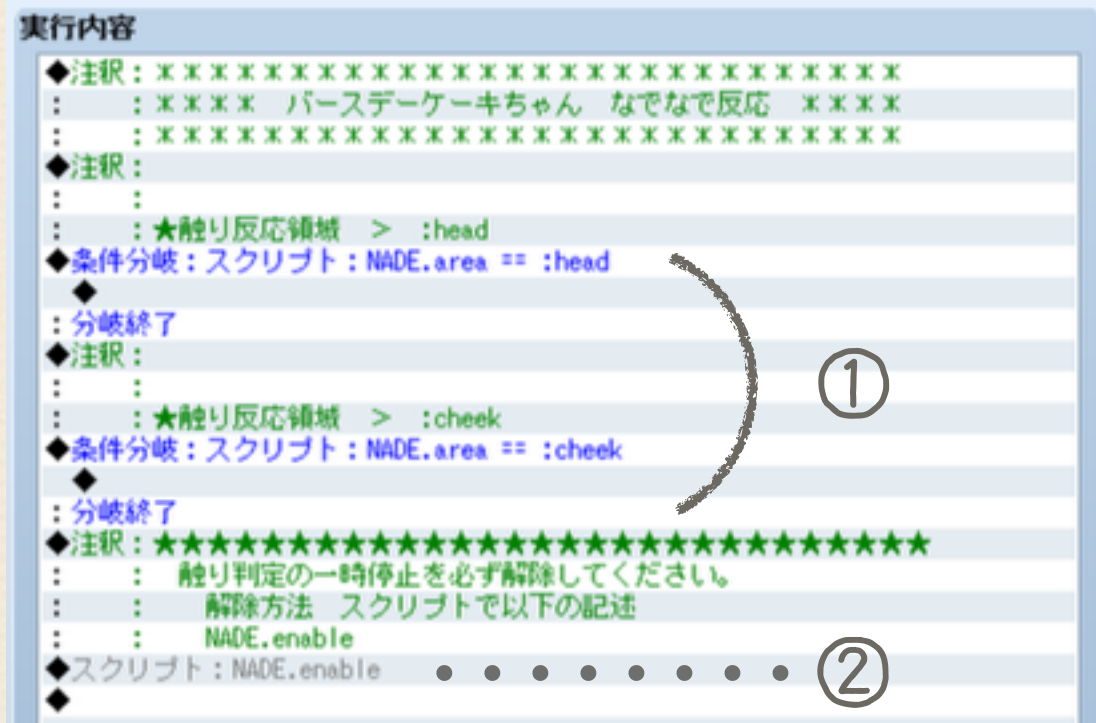 実行内容
◆注釈：＊＊＊＊＊＊＊＊＊＊＊＊＊＊＊＊＊＊＊＊＊＊＊＊＊＊＊＊
：　　：＊＊＊＊　バースデーケーキちゃん　なでなで反応　＊＊＊＊
：　　：＊＊＊＊＊＊＊＊＊＊＊＊＊＊＊＊＊＊＊＊＊＊＊＊＊＊＊＊
◆注釈：
：　　：
：　　：★触り反応領域　＞　:head
◆条件分岐：スクリプト：NADE.area == :head
◆
：分岐終了
◆注釈：
：　　：
：　　：★触り反応領域　＞　:cheek
◆条件分岐：スクリプト：NADE.area == :cheek
◆
：分岐終了
①
◆注釈：★★★★★★★★★★★★★★★★★★★★★★★★★★★★★
：　　：　触り判定の一時停止を必ず解除してください。
：　　：　　解除方法　スクリプトで以下の記述
：　　：　　NADE.enable
◆スクリプト：NADE.enable ・・・・・・・・ ②
◆